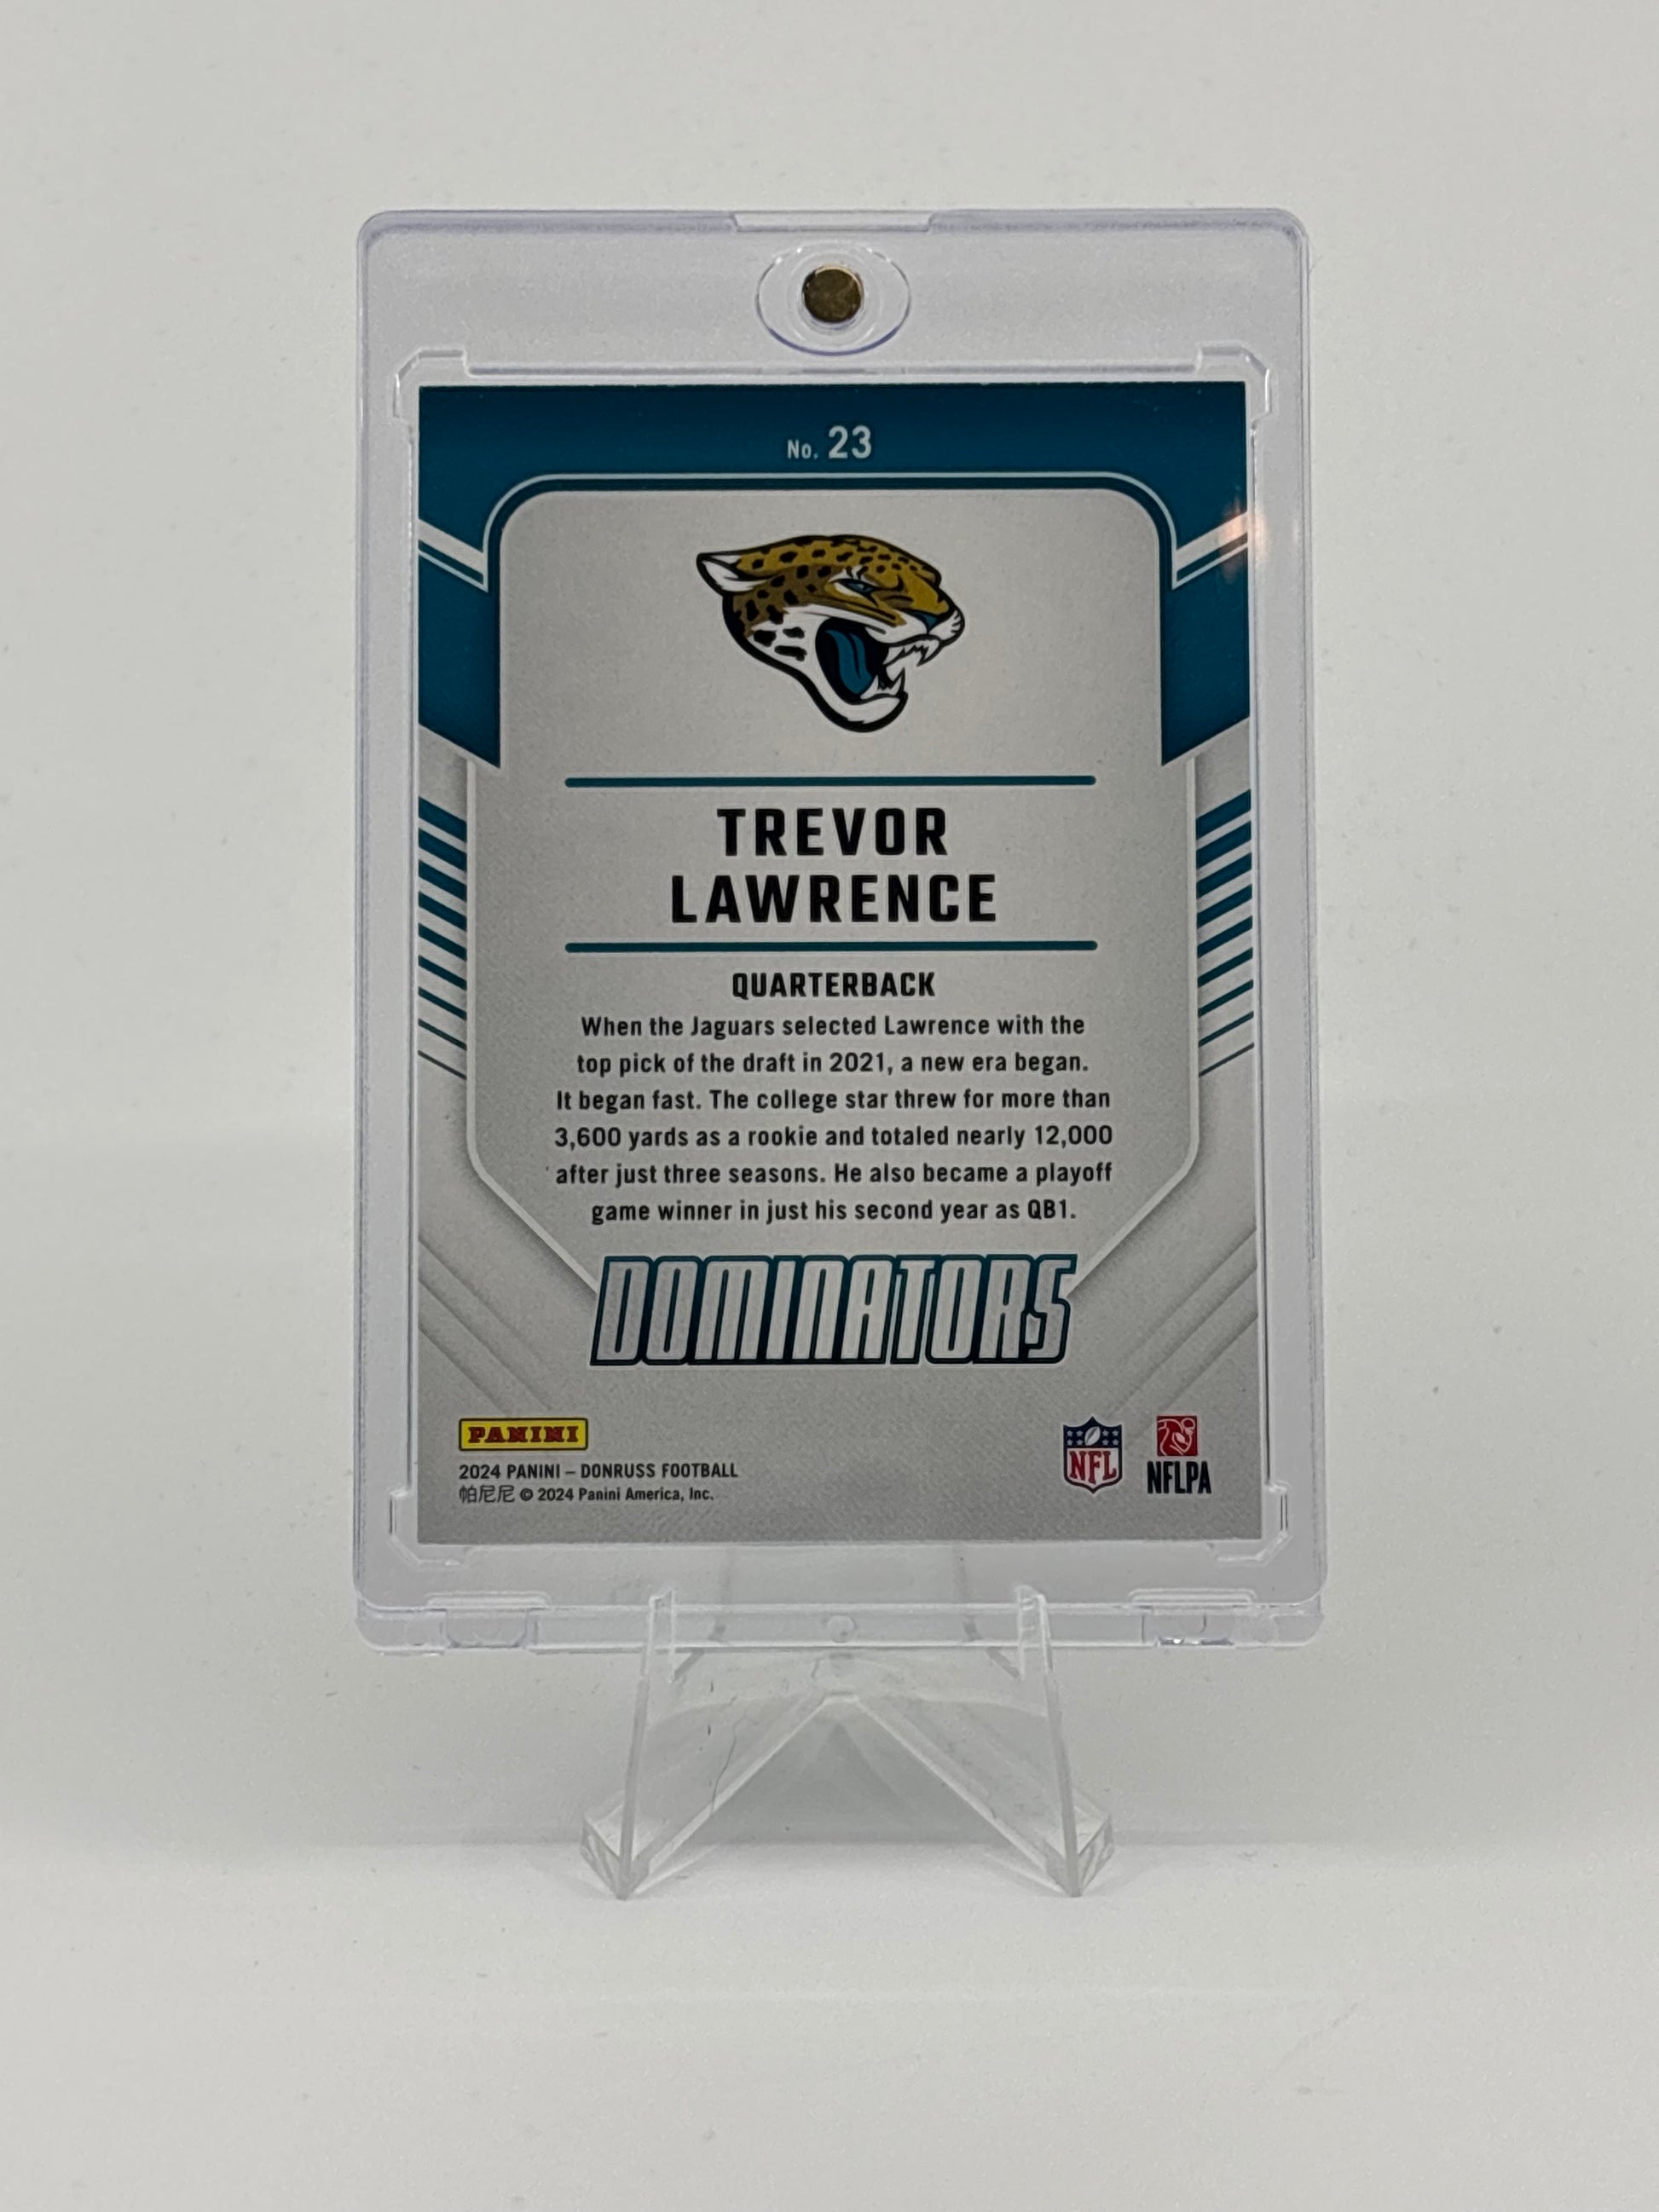 No. 23
TREVOR
LAWRENCE
QUARTERBACK
When the Jaguars selected Lawrence with the
top pick of the draft in 2021, a new era began.
It began fast. The college star threw for more than
3,600 yards as a rookie and totaled nearly 12,000
after just three seasons. He also became a playoff
game winner in just his second year as QB1.
DOMINATORS
PANINI
2024 PANINI – DONRUSS FOOTBALL
帕尼尼 © 2024 Panini America, Inc.
NFL
NFLPA